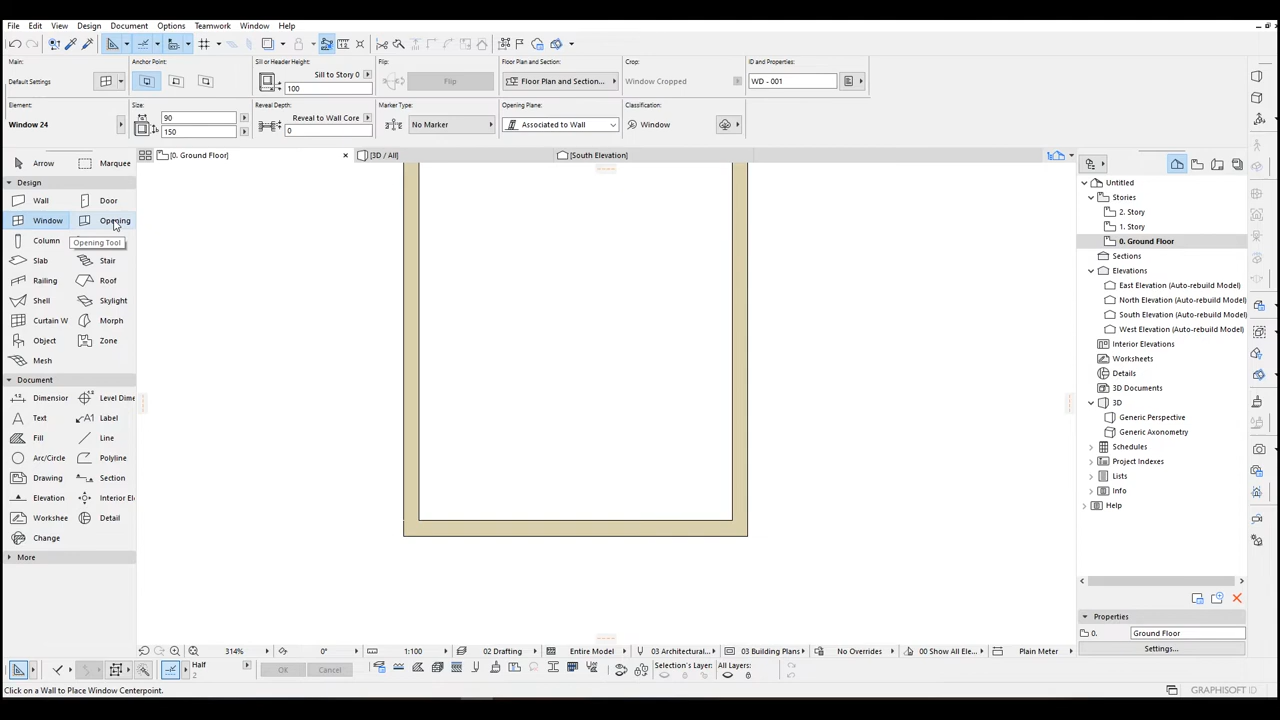 File Edit View Design Document Options Teamwork Window Help
Main: Anchor Point: Sill or Header Height: Flip: Floor Plan and Section: Crop: ID and Properties:
Default Settings Sill to Story 0 Flip Floor Plan and Section... Window Cropped WD - 001
100
Element: Size: Reveal Depth: Marker Type: Opening Plane: Classification:
Window 24 90 Reveal to Wall Core No Marker Associated to Wall Window
150 0
[0. Ground Floor] [3D / All] [South Elevation]
Arrow Marquee
Design
Wall Door
Window Opening
Column
Opening Tool
Slab Stair
Railing Roof
Shell Skylight
Curtain W Morph
Object Zone
Mesh
Document
Dimensior Level Dime
Text A1 Label
Fill Line
Arc/Circle Polyline
Drawing Section
Elevation Interior El
Workshee Detail
Change
More
Untitled
Stories
2. Story
1. Story
0. Ground Floor
Sections
Elevations
East Elevation (Auto-rebuild Model)
North Elevation (Auto-rebuild Model)
South Elevation (Auto-rebuild Model)
West Elevation (Auto-rebuild Model)
Interior Elevations
Worksheets
Details
3D Documents
3D
Generic Perspective
Generic Axonometry
Schedules
Project Indexes
Lists
Info
Help
Properties
0. Ground Floor
Settings...
314% 0° 1:100 02 Drafting Entire Model 03 Architectural... 03 Building Plans No Overrides 00 Show All Ele... Plain Meter
Half
2
OK Cancel
Selection's Layer: All Layers:
Click on a Wall to Place Window Centerpoint.
GRAPHISOFT ID